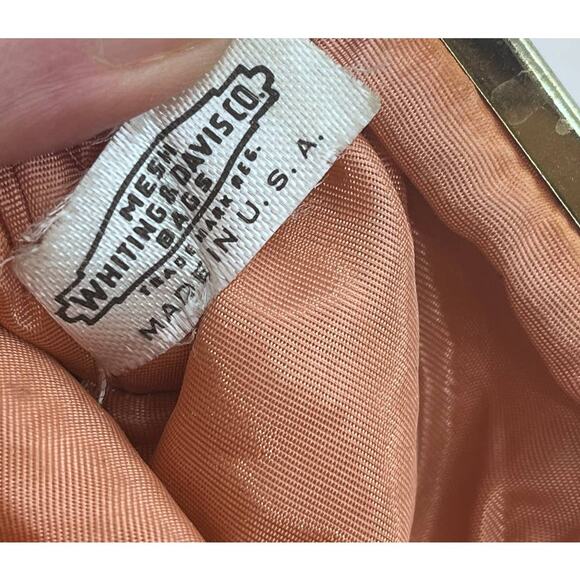 MESH
WHITING & DAVIS CO.
BAGS
TRADE MARK REG.
MADE IN U.S.A.